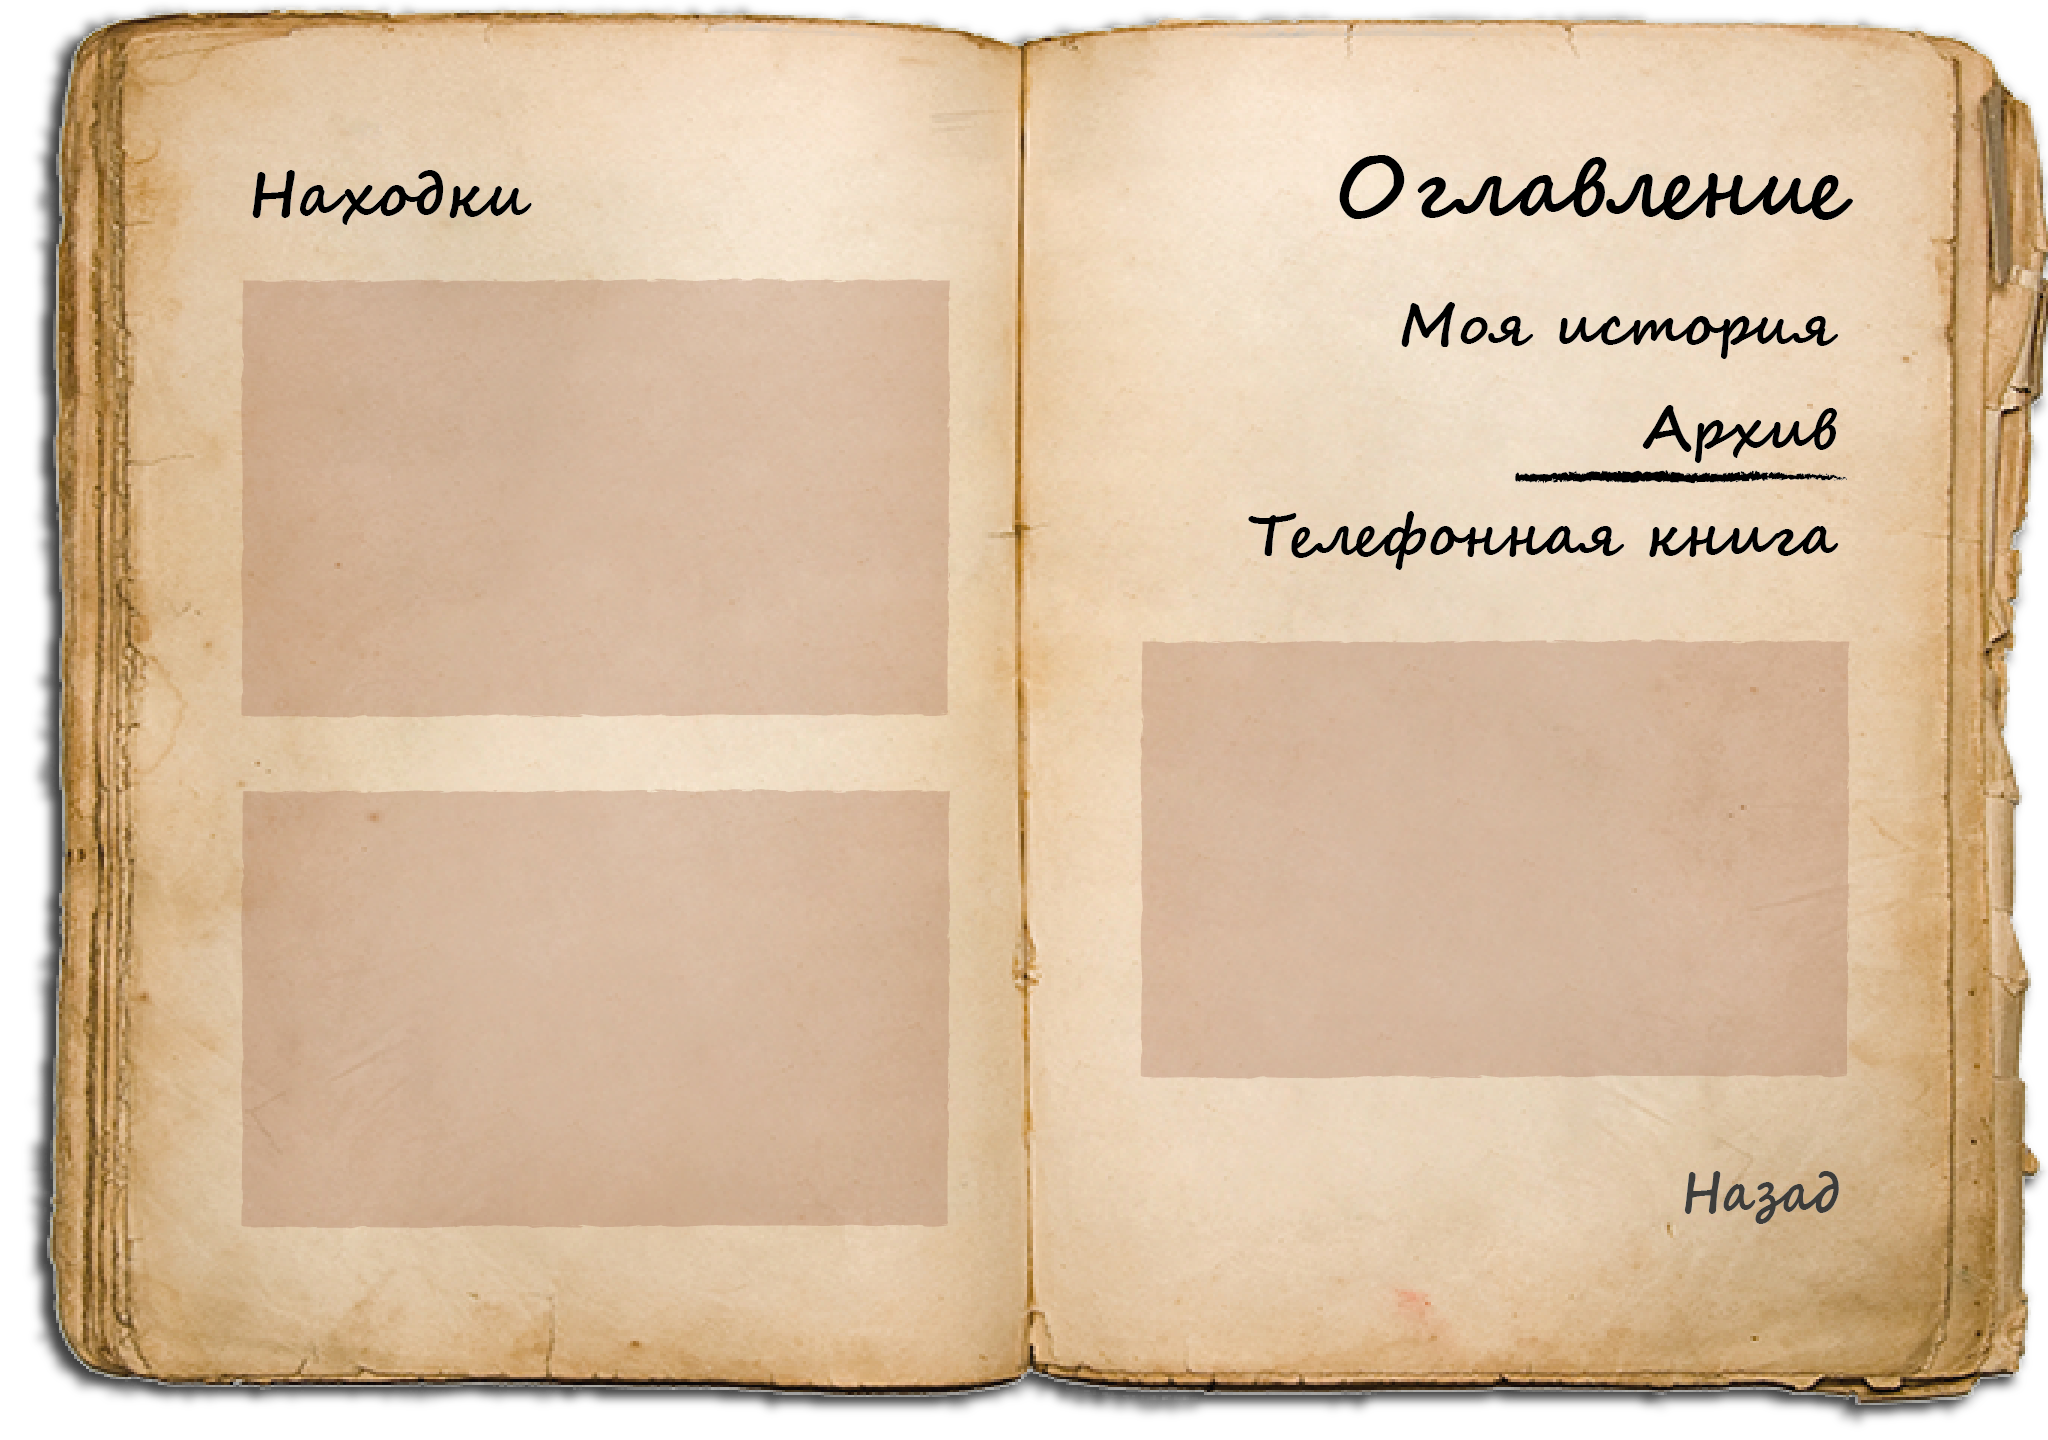 Находки
Оглавление
Моя история
Архив
Телефонная книга
Назад